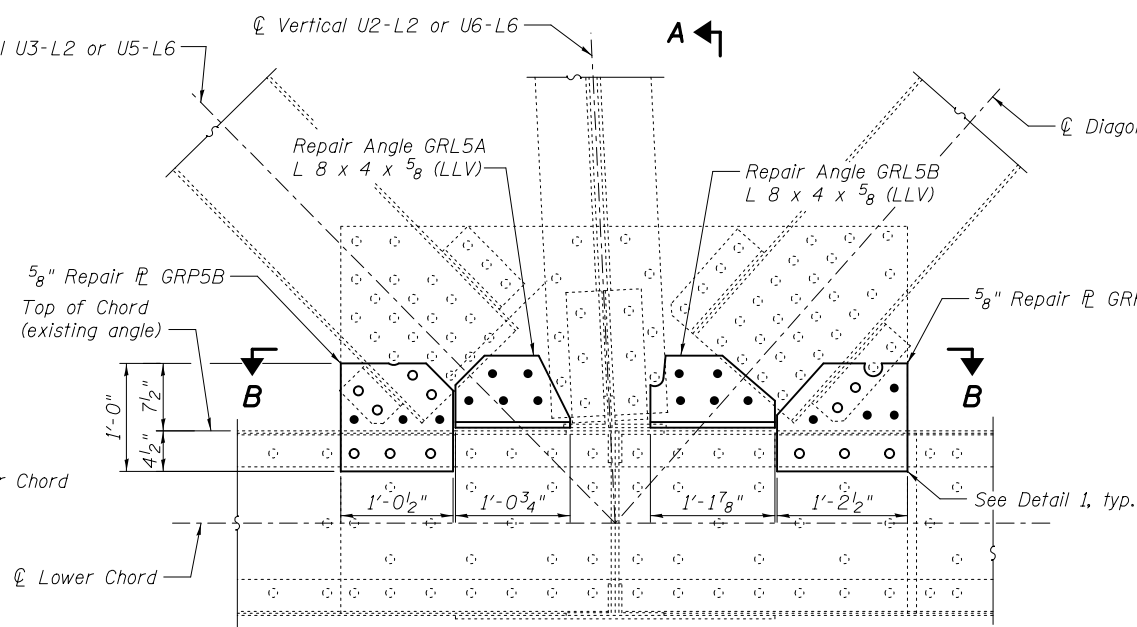 ℄ Vertical U2-L2 or U6-L6
A
U3-L2 or U5-L6
Repair Angle GRL5A
L 8 x 4 x 5/8 (LLV)
℄ Diagon
Repair Angle GRL5B
L 8 x 4 x 5/8 (LLV)
5/8" Repair ℙL GRP5B
Top of Chord
(existing angle)
5/8" Repair ℙL
B
B
1'-0"
7 1/2"
4 1/2"
Chord
1'-0 1/2"
1'-0 3/4"
1'-1 7/8"
1'-2 1/2"
See Detail 1, typ.
℄ Lower Chord